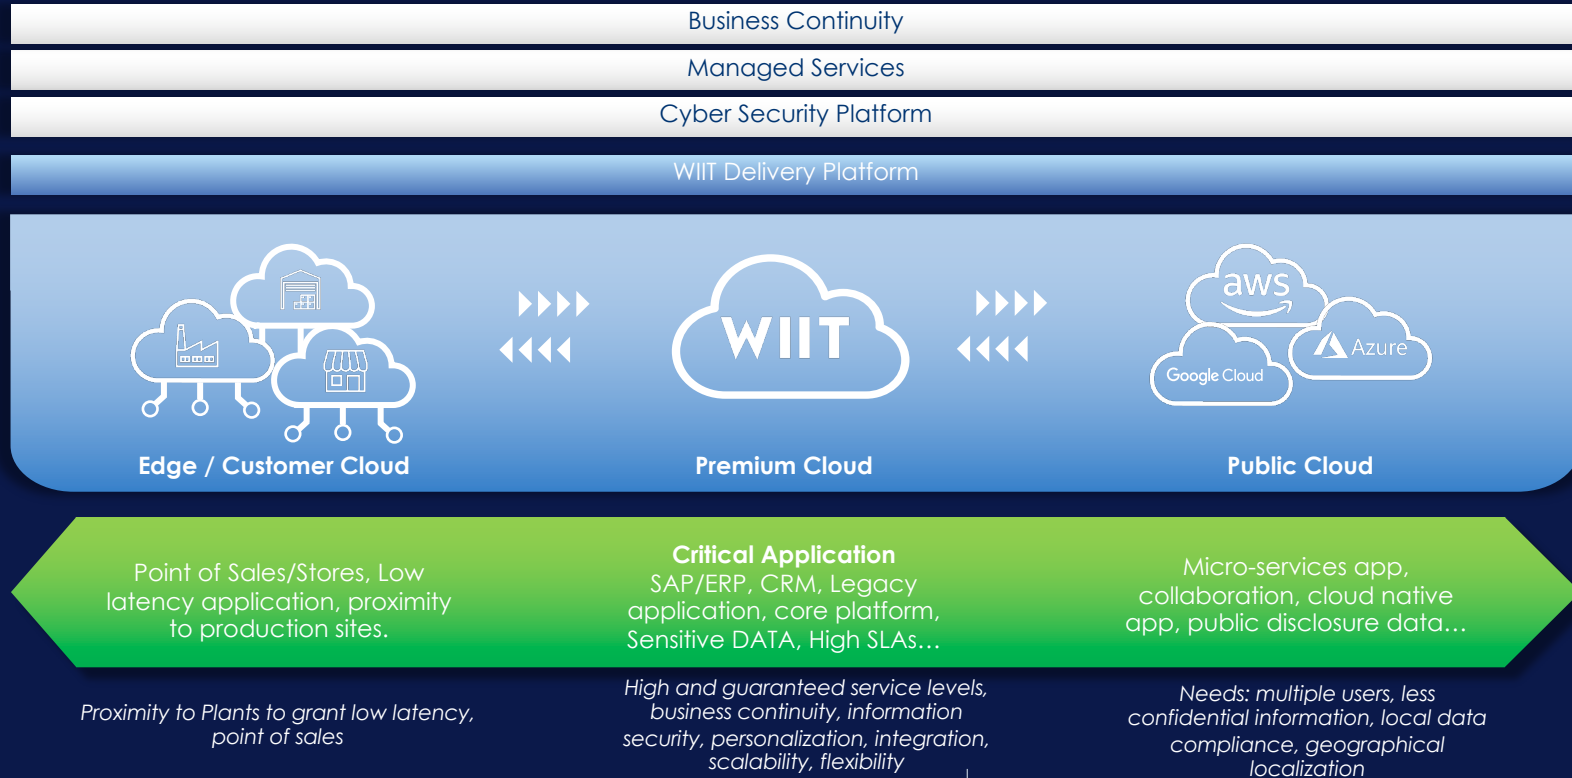 Business Continuity
Managed Services
Cyber Security Platform
WIIT Delivery Platform
WIIT
aws
Azure
Google Cloud
Edge / Customer Cloud
Premium Cloud
Public Cloud
Point of Sales/Stores, Low
latency application, proximity
to production sites.
Critical Application
SAP/ERP, CRM, Legacy
application, core platform,
Sensitive DATA, High SLAs...
Micro-services app,
collaboration, cloud native
app, public disclosure data...
Proximity to Plants to grant low latency,
point of sales
High and guaranteed service levels,
business continuity, information
security, personalization, integration,
scalability, flexibility
Needs: multiple users, less
confidential information, local data
compliance, geographical
localization